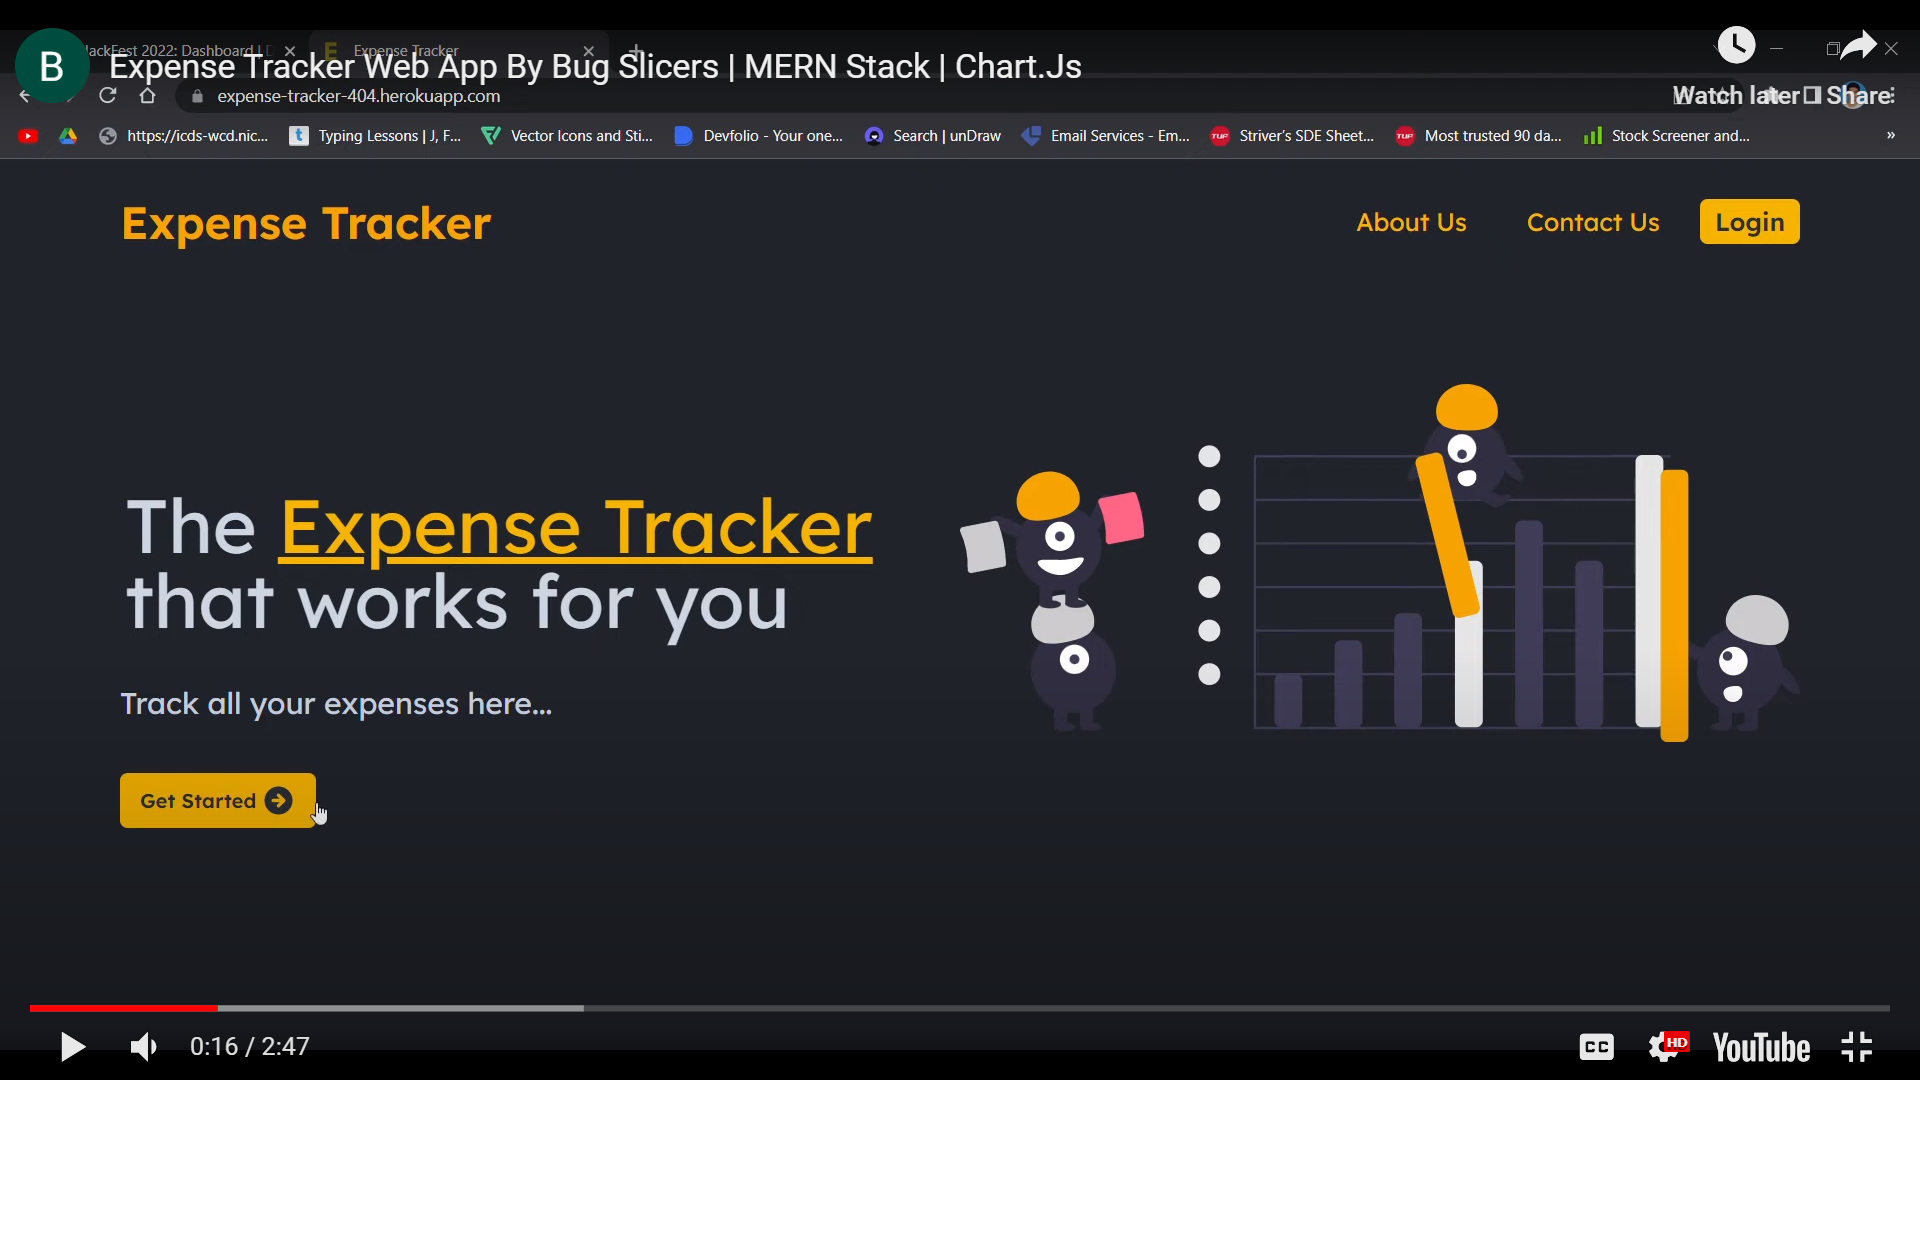 B
Expense Tracker Web App By Bug Slicers | MERN Stack | Chart.Js
ackFest 2022: Dashboard |
Expense Tracker
expense-tracker-404.herokuapp.com
Watch later
Share
https://icds-wcd.nic...
t Typing Lessons | J, F...
Vector Icons and Sti...
Devfolio - Your one...
Search | unDraw
Email Services - Em...
TUF Striver's SDE Sheet...
TUF Most trusted 90 da...
Stock Screener and...
»
Expense Tracker
About Us
Contact Us
Login
The Expense Tracker
that works for you
Track all your expenses here...
Get Started
0:16 / 2:47
CC
HD
YouTube